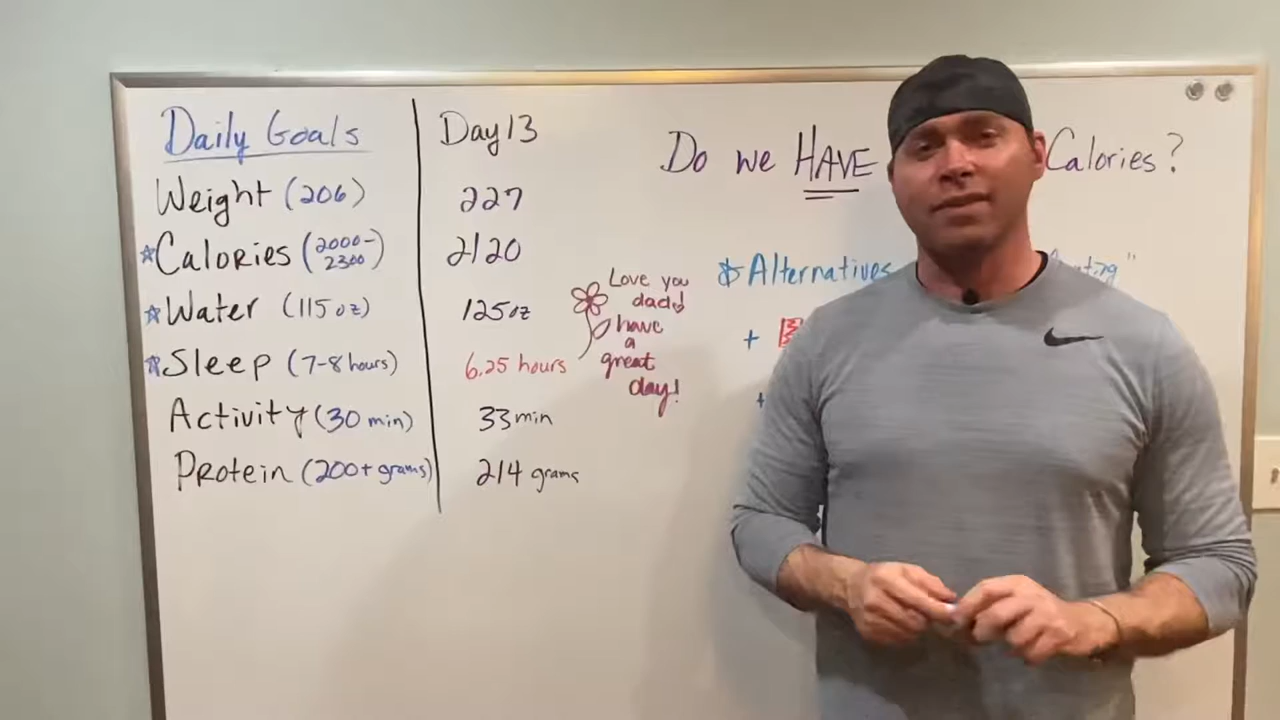 Daily Goals
Day 13
Weight (206)
227
Calories (2000-
2300)
2120
Water (115 oz)
125 oz
Sleep (7-8 hours)
6.25 hours
Activity (30 min)
33 min
Protein (200+ grams)
214 grams
Love you
dad!
have
a
great
day!
Do we HAVE
Calories?
Alternatives
+
+